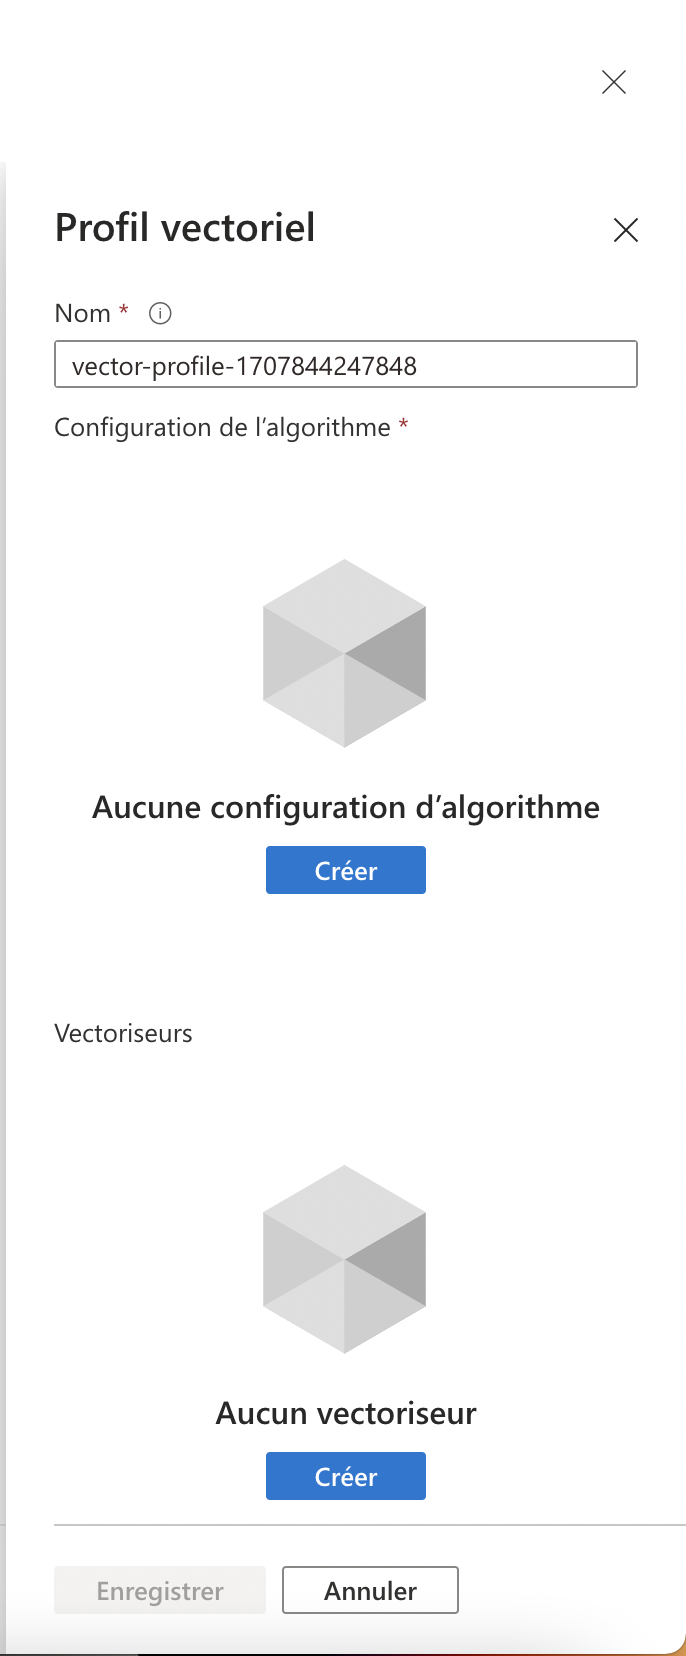 Profil vectoriel
Nom *
vector-profile-1707844247848
Configuration de l’algorithme *
Aucune configuration d’algorithme
Créer
Vectoriseurs
Aucun vectoriseur
Créer
Enregistrer Annuler